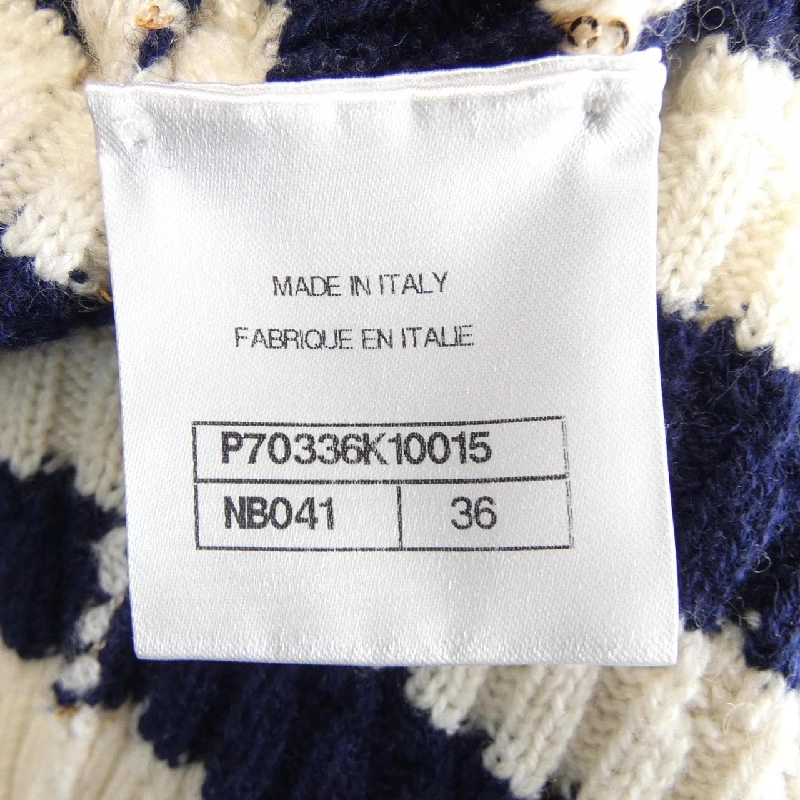 MADE IN ITALY
FABRIQUE EN ITALIE
P70336K10015
NB041 36